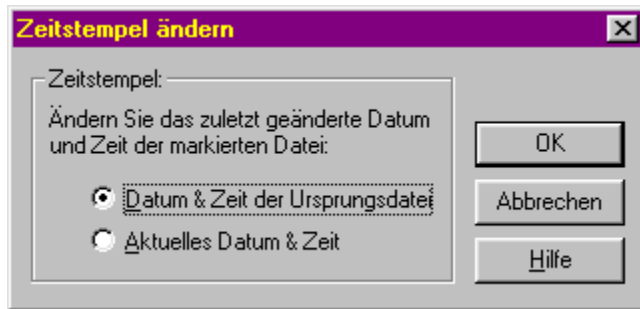 Zeitstempel ändern
Zeitstempel:
Ändern Sie das zuletzt geänderte Datum
und Zeit der markierten Datei:
Datum & Zeit der Ursprungsdatei
Aktuelles Datum & Zeit
OK
Abbrechen
Hilfe